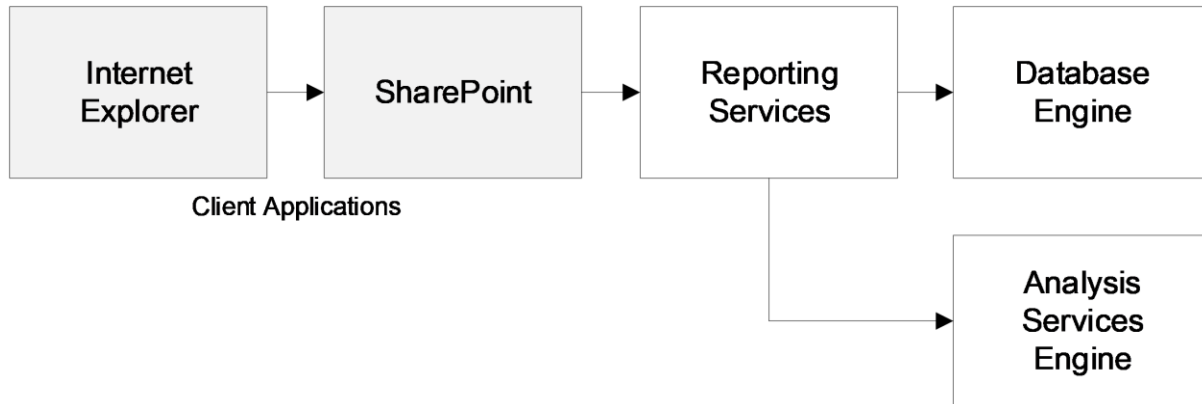 Internet
Explorer
SharePoint
Reporting
Services
Database
Engine
Client Applications
Analysis
Services
Engine